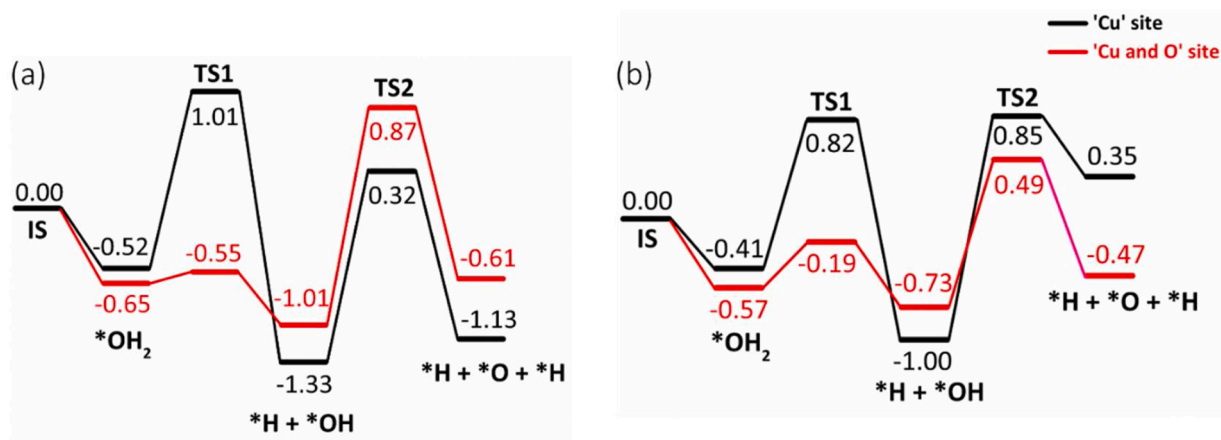 'Cu' site
'Cu and O' site
(a)
TS1
1.01
TS2
0.87
0.32
0.00
IS
-0.52
-0.55
-0.65
*OH2
-1.01
-1.33
*H + *OH
-0.61
-1.13
*H + *O + *H
(b)
TS1
0.82
TS2
0.85
0.49
0.35
0.00
IS
-0.41
-0.19
-0.57
*OH2
-0.73
-1.00
*H + *OH
-0.47
*H + *O + *H